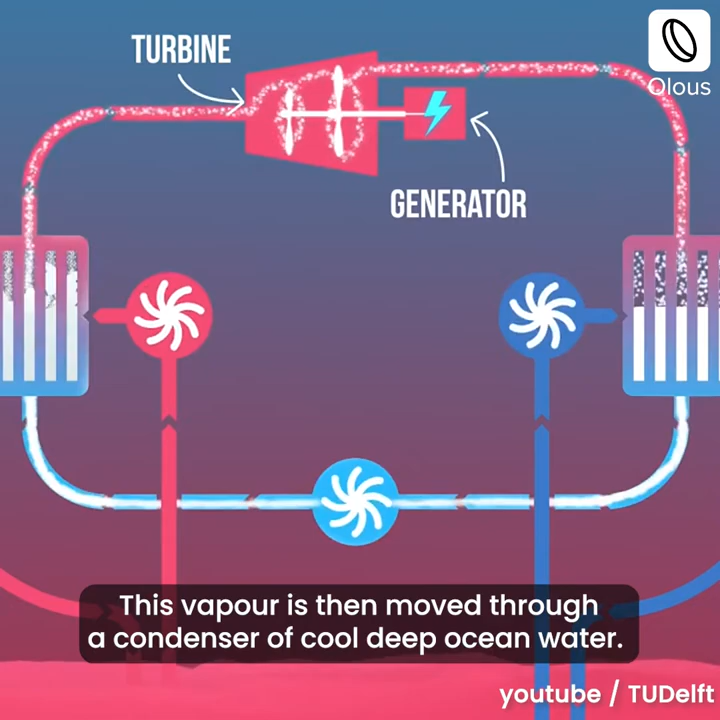 TURBINE
Olous
GENERATOR
This vapour is then moved through
a condenser of cool deep ocean water.
youtube / TUDelft